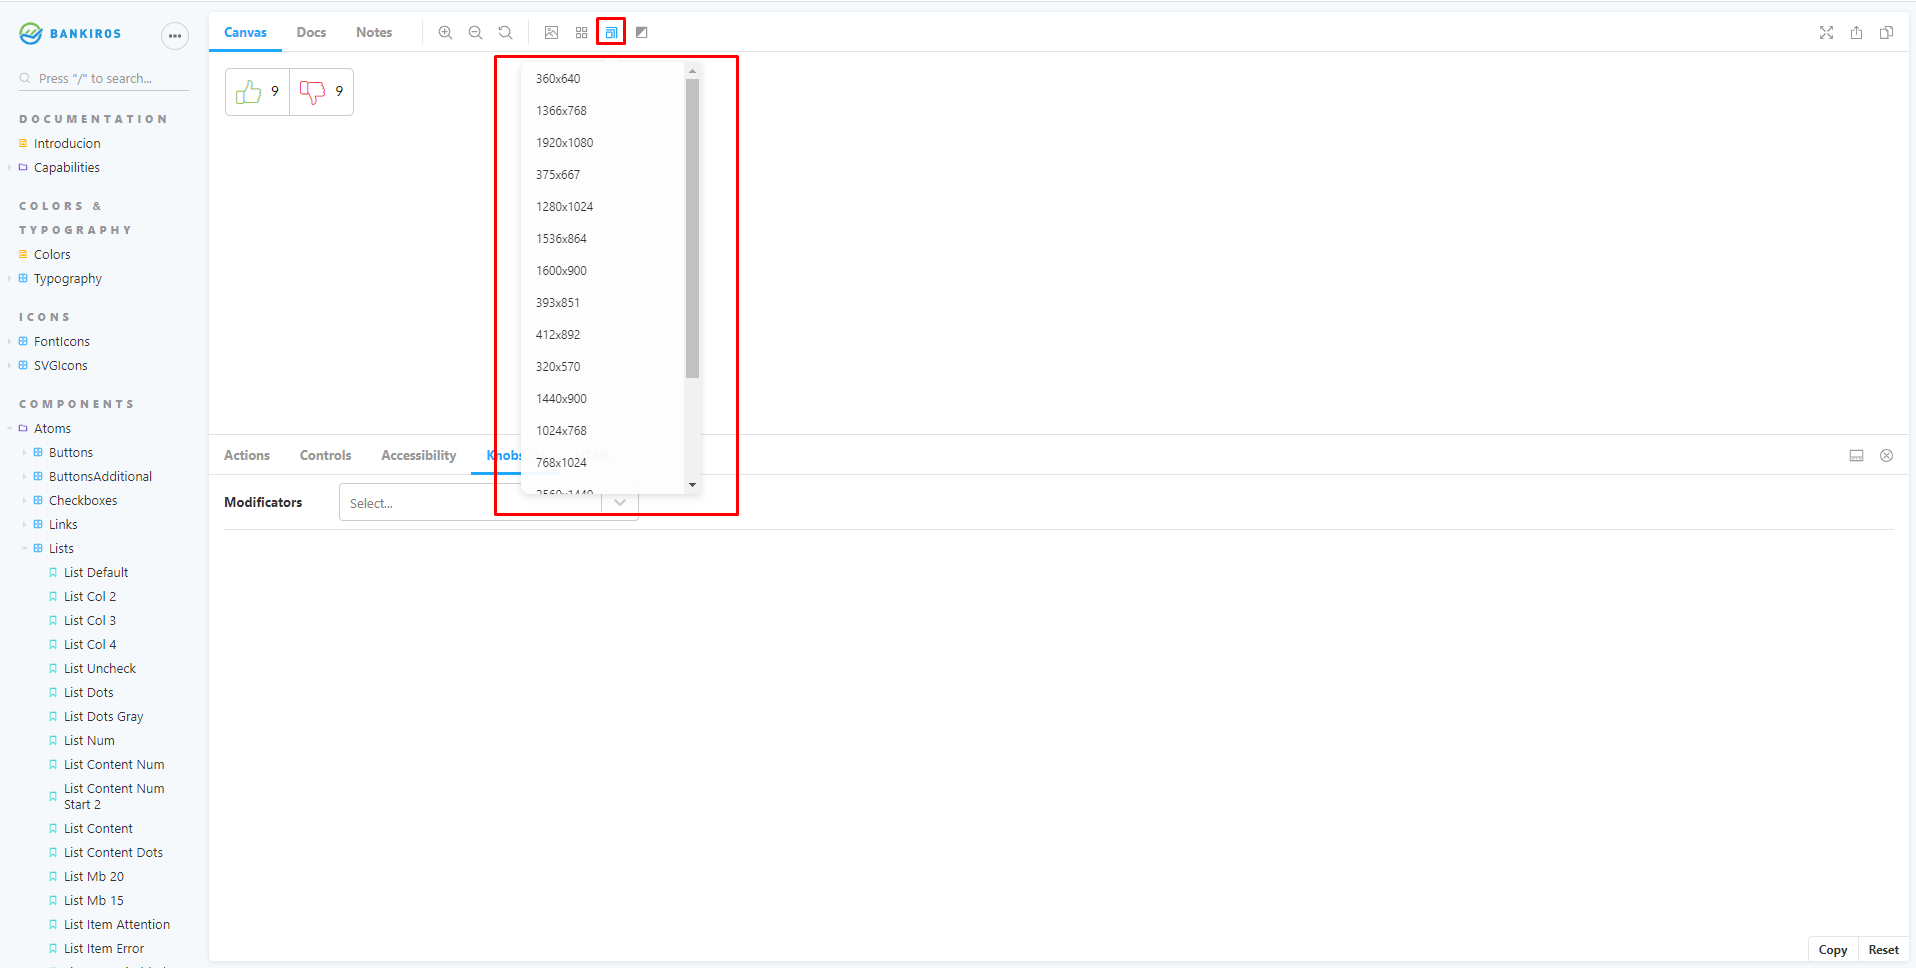 BANKIROS
Press "/" to search...
DOCUMENTATION
Introducion
Capabilities
COLORS &
TYPOGRAPHY
Colors
Typography
ICONS
FontIcons
SVGIcons
COMPONENTS
Atoms
Buttons
ButtonsAdditional
Checkboxes
Links
Lists
List Default
List Col 2
List Col 3
List Col 4
List Uncheck
List Dots
List Dots Gray
List Num
List Content Num
List Content Num
Start 2
List Content
List Content Dots
List Mb 20
List Mb 15
List Item Attention
List Item Error
Canvas Docs Notes
9 9
360x640
1366x768
1920x1080
375x667
1280x1024
1536x864
1600x900
393x851
412x892
320x570
1440x900
1024x768
768x1024
2560x1440
Actions Controls Accessibility Knobs
Modificators Select...
Copy Reset